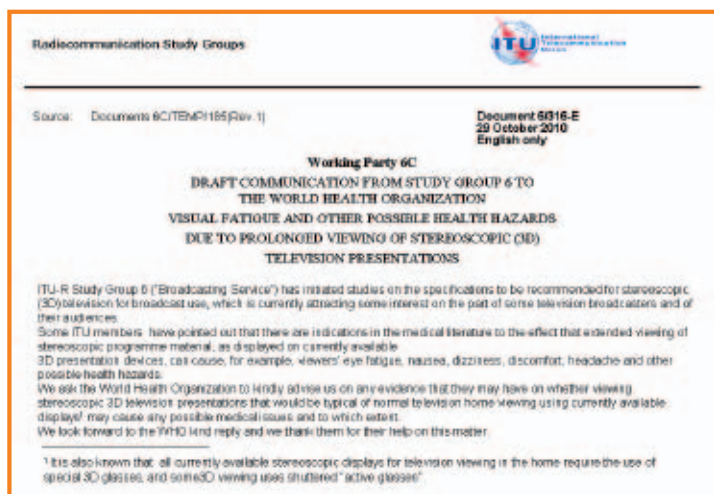 Radiocommunication Study Groups
ITU
International
Telecommunication
Union
Source: Documents 6C/TEMP/185(Rev.1)
Document 6/316-E
29 October 2010
English only
Working Party 6C
DRAFT COMMUNICATION FROM STUDY GROUP 6 TO
THE WORLD HEALTH ORGANIZATION
VISUAL FATIGUE AND OTHER POSSIBLE HEALTH HAZARDS
DUE TO PROLONGED VIEWING OF STEREOSCOPIC (3D)
TELEVISION PRESENTATIONS
ITU-R Study Group 6 ("Broadcasting Service") has initiated studies on the specifications to be recommended for stereoscopic
(3D) television for broadcast use, which is currently attracting some interest on the part of some television broadcasters and of
their audiences.
Some ITU members have pointed out that there are indications in the medical literature to the effect that extended viewing of
stereoscopic programme material, as displayed on currently available
3D presentation devices, can cause, for example, viewers' eye fatigue, nausea, dizziness, discomfort, headache and other
possible health hazards.
We ask the World Health Organization to kindly advise us on any evidence that they may have on whether viewing
stereoscopic 3D television presentations that would be typical of normal television home viewing using currently available
displays¹ may cause any possible medical issues and to which extent.
We look forward to the WHO kind reply and we thank them for their help on this matter.
¹ It is also known that all currently available stereoscopic displays for television viewing in the home require the use of
special 3D glasses, and some3D viewing uses shuttered "active glasses".